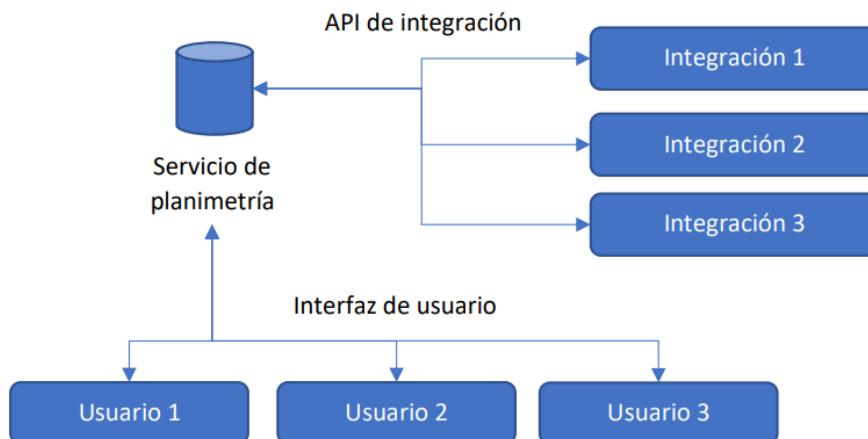 API de integración
Integración 1
Integración 2
Servicio de
planimetría
Integración 3
Interfaz de usuario
Usuario 1
Usuario 2
Usuario 3